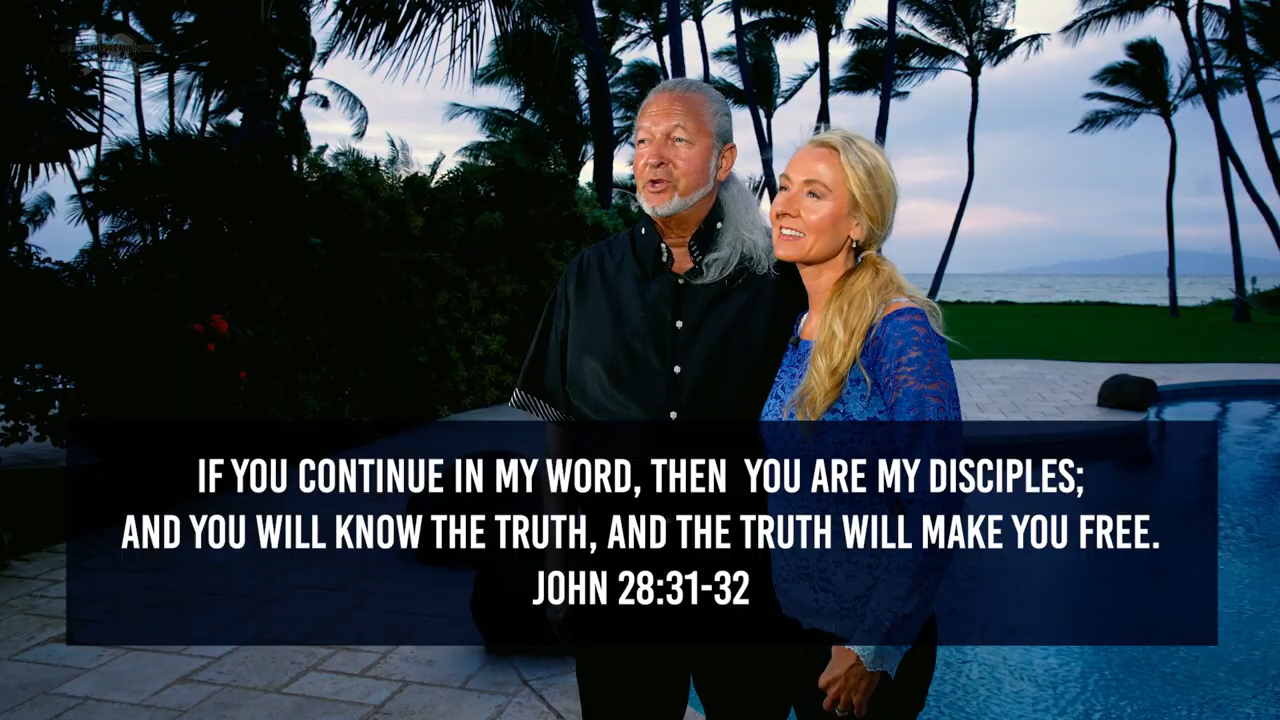 IF YOU CONTINUE IN MY WORD, THEN  YOU ARE MY DISCIPLES;
AND YOU WILL KNOW THE TRUTH, AND THE TRUTH WILL MAKE YOU FREE.
JOHN 28:31-32